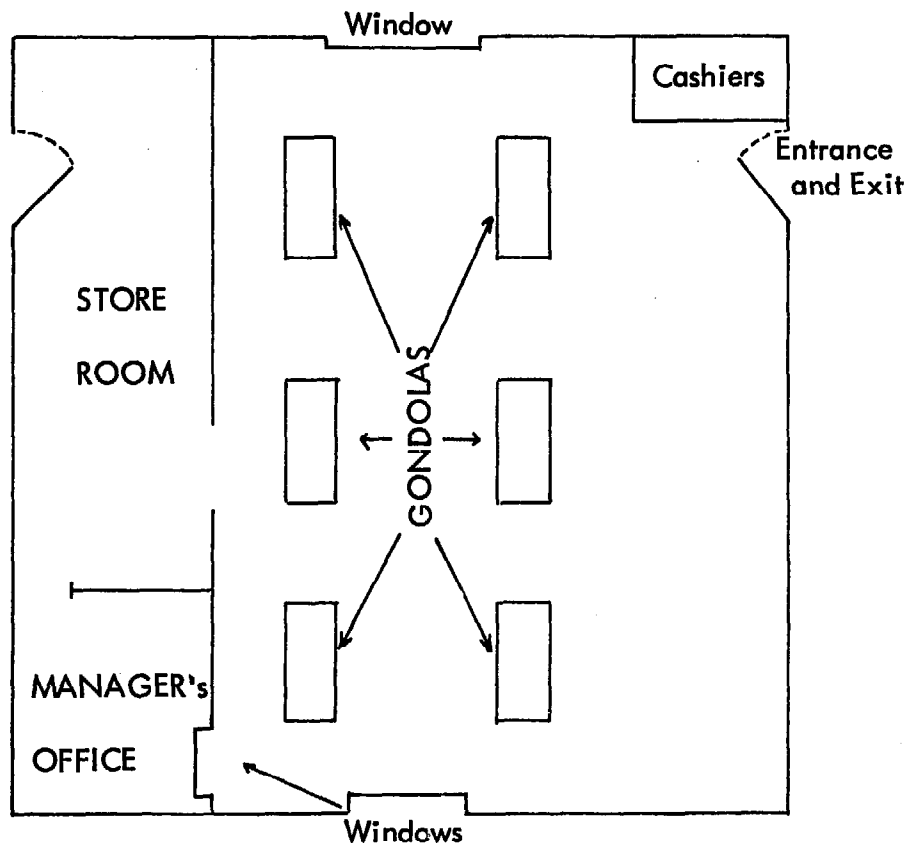 Window
Cashiers
Entrance
and Exit
STORE
ROOM
GONDOLAS
MANAGER's
OFFICE
Windows